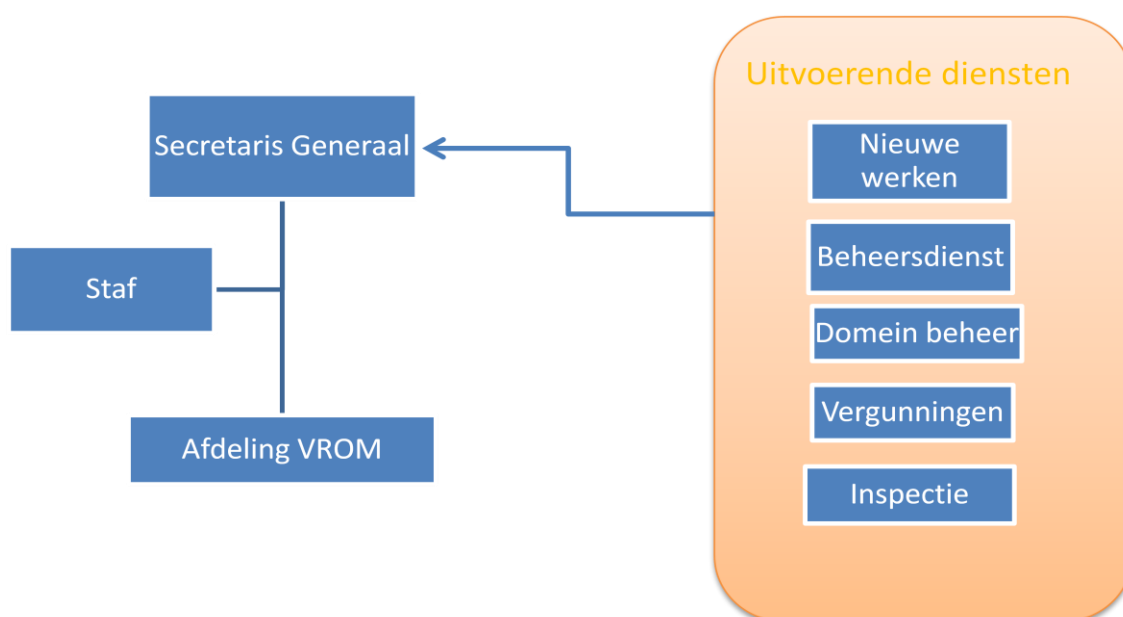 Secretaris Generaal
Staf
Afdeling VROM
Uitvoerende diensten
Nieuwe
werken
Beheersdienst
Domein beheer
Vergunningen
Inspectie